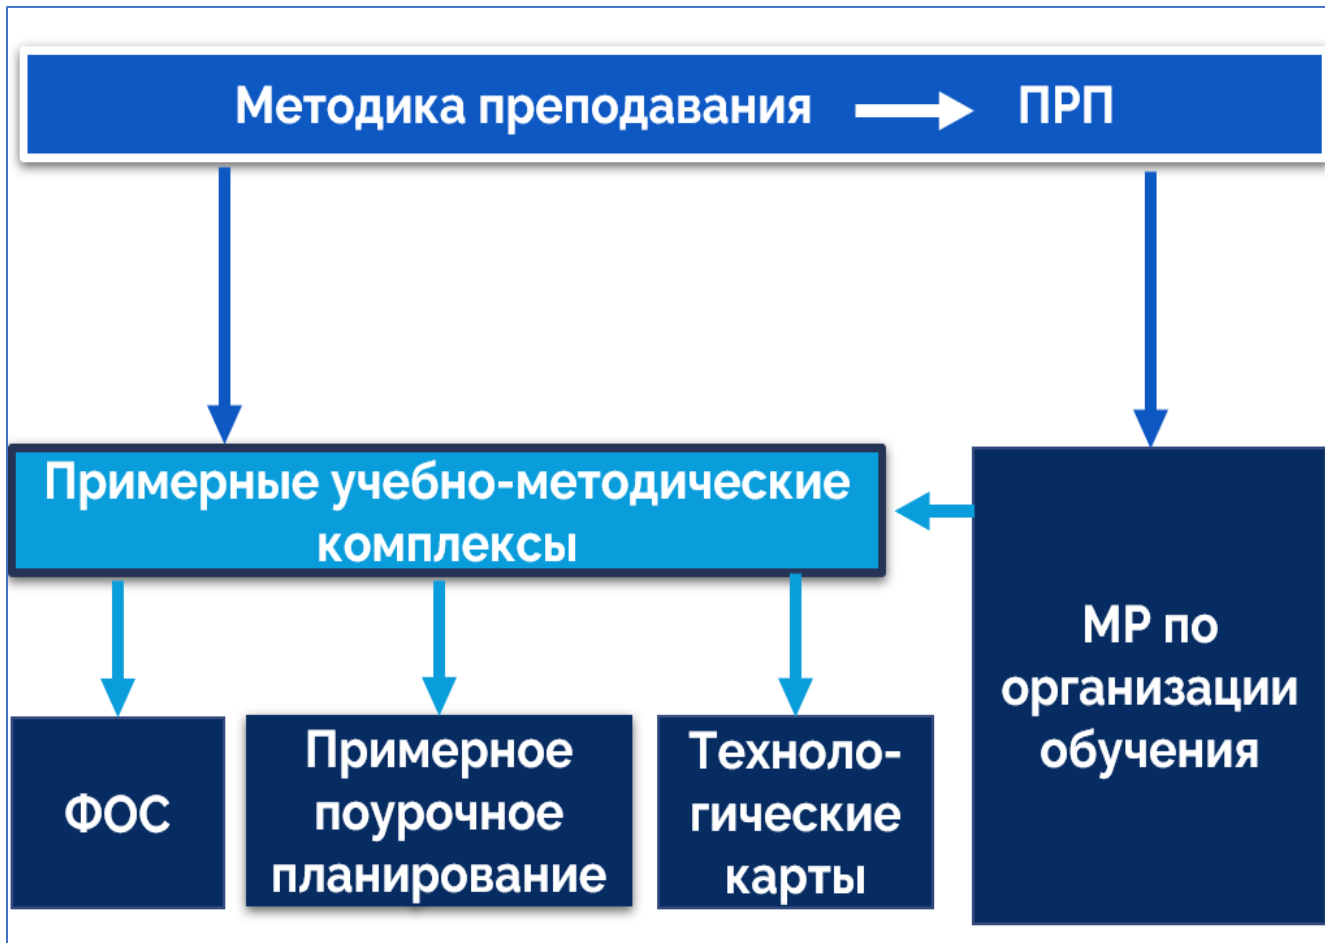 Методика преподавания ПРП
Примерные учебно-методические
комплексы
МР по
организации
обучения
ФОС
Примерное
поурочное
планирование
Техноло-
гические
карты